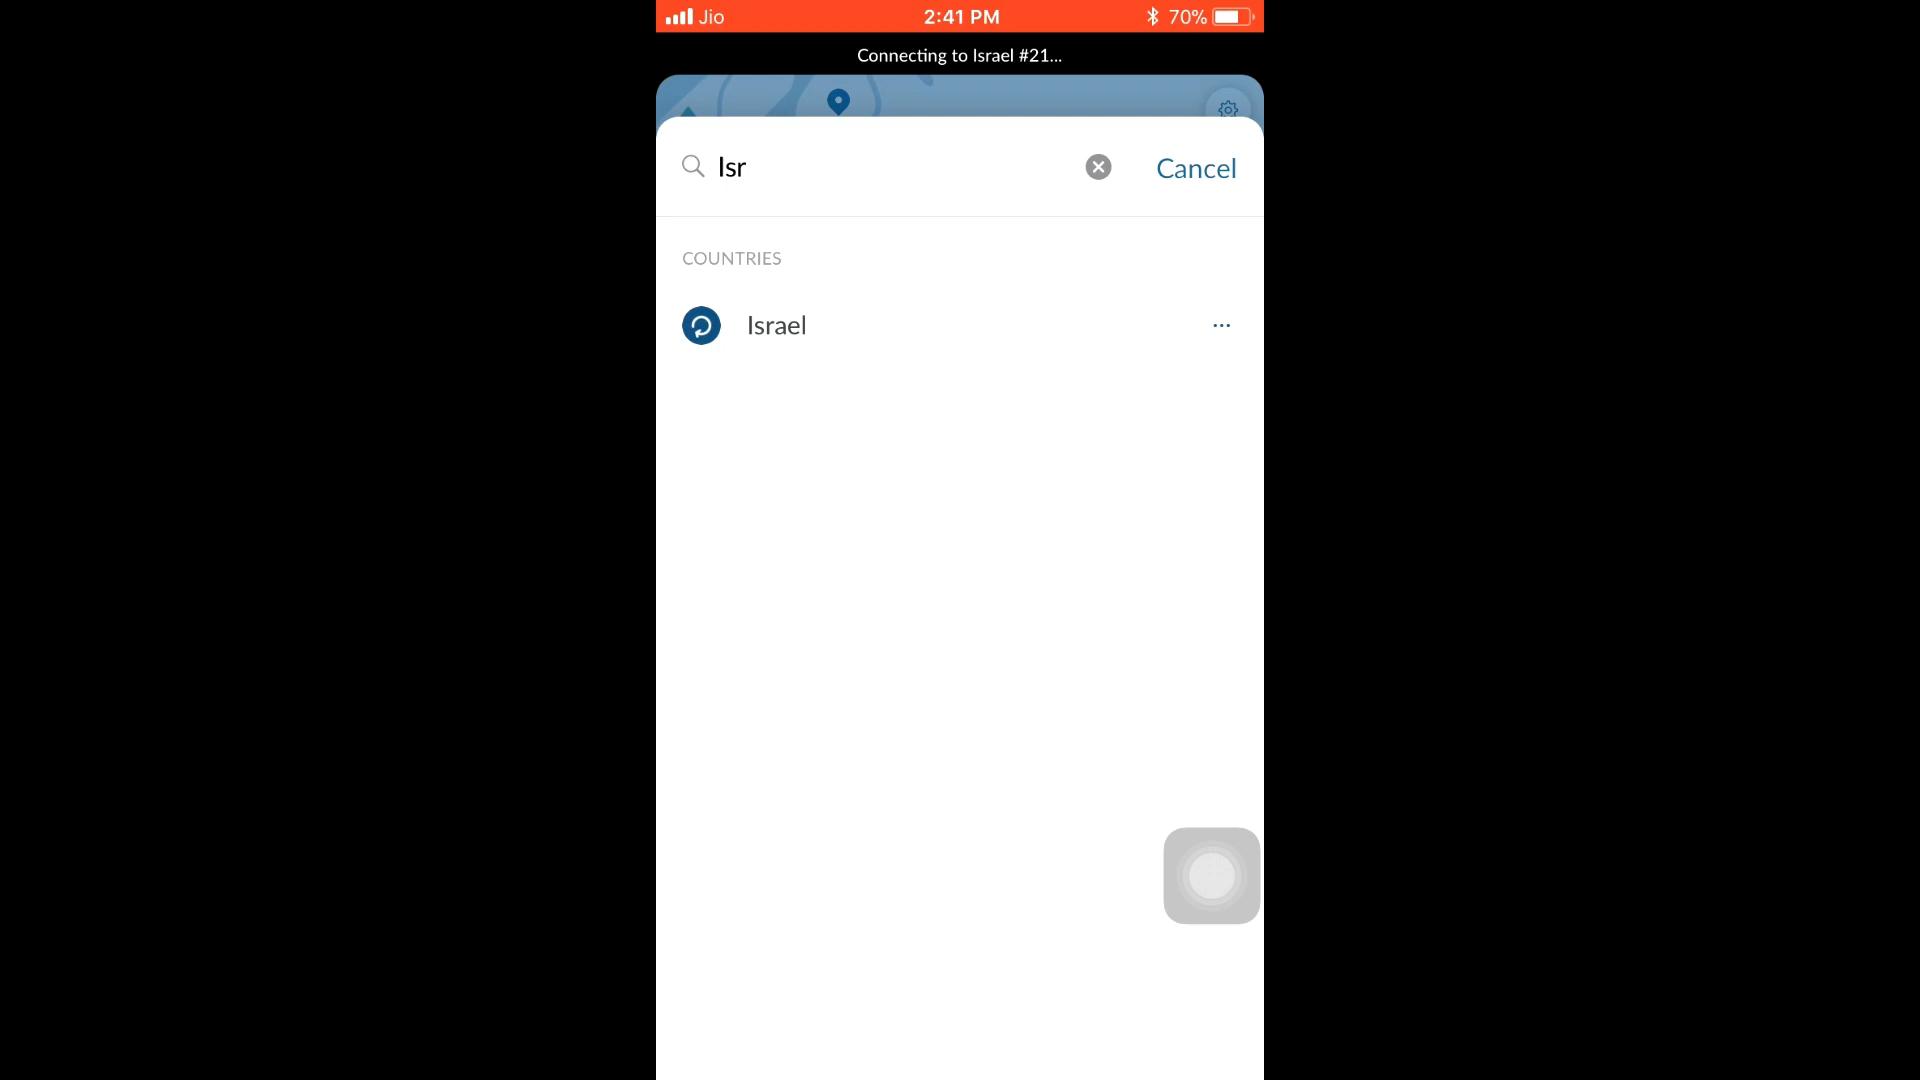 Jio 2:41 PM 70%
Connecting to Israel #21...
Isr Cancel
COUNTRIES
Israel ...